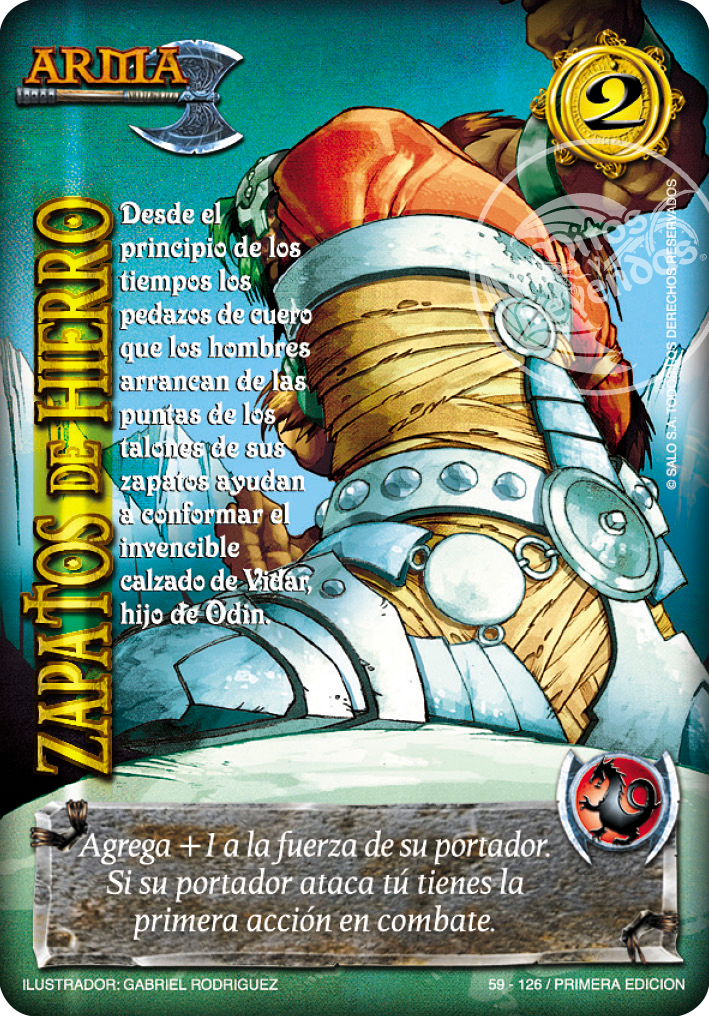 ARMA
2
ZAPATOS DE HIERRO
Desde el
principio de los
tiempos los
pedazos de cuero
que los hombres
arrancan de las
puntas de los
talones de sus
zapatos ayudan
a conformar el
invencible
calzado de Vidar,
hijo de Odin.
mitos
y leyendas
© SALO S.A. TODOS LOS DERECHOS RESERVADOS
Agrega +1 a la fuerza de su portador.
Si su portador ataca tú tienes la
primera acción en combate.
ILUSTRADOR: GABRIEL RODRIGUEZ
59 - 126 / PRIMERA EDICION